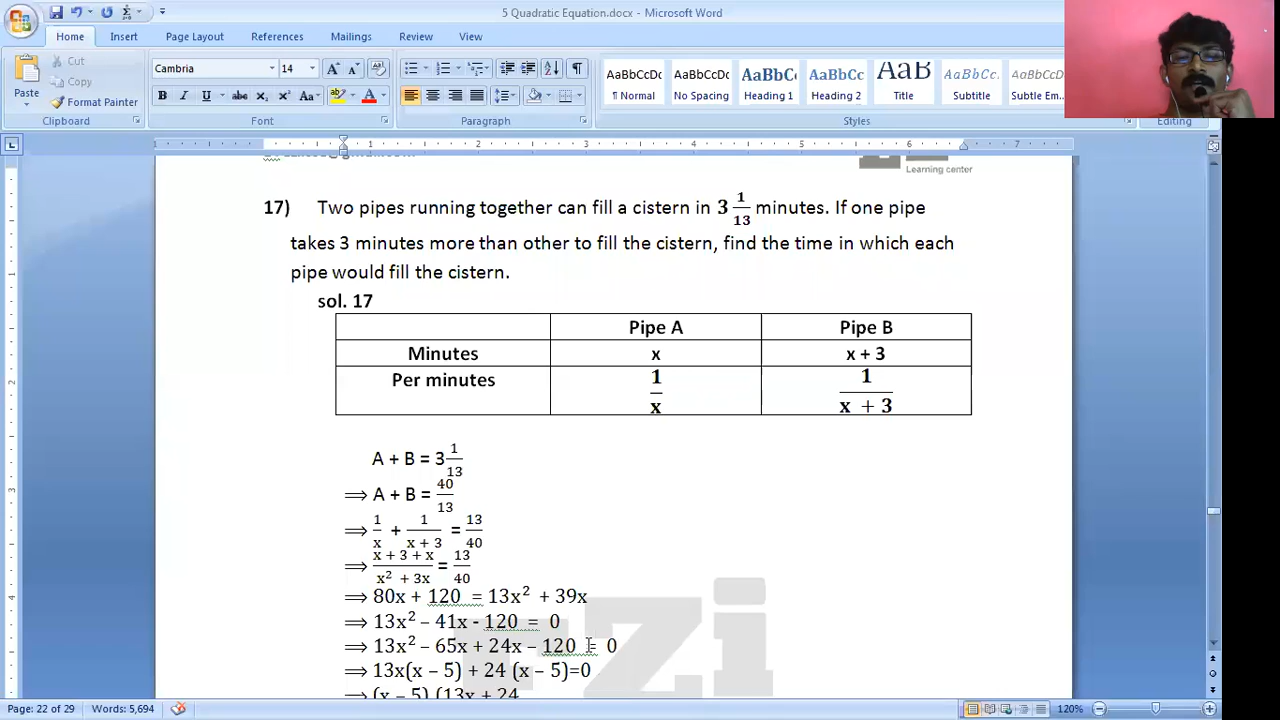 5 Quadratic Equation.docx - Microsoft Word
Home Insert Page Layout References Mailings Review View
Cut
Copy
Format Painter
Paste
Cambria 14
AaBbCcDc AaBbCcDc AaBbC AaBbCc AaB AaBbCc. AaBbCcDc
¶ Normal No Spacing Heading 1 Heading 2 Title Subtitle Subtle Em...
Clipboard Font Paragraph Styles Editing
Learning center
17) Two pipes running together can fill a cistern in 3 1/13 minutes. If one pipe
takes 3 minutes more than other to fill the cistern, find the time in which each
pipe would fill the cistern.
sol. 17
Pipe A Pipe B
Minutes x x + 3
Per minutes 1/x 1/(x + 3)
A + B = 3 1/13
⟹ A + B = 40/13
⟹ 1/x + 1/(x + 3) = 13/40
⟹ (x + 3 + x)/(x² + 3x) = 13/40
⟹ 80x + 120 = 13x² + 39x
⟹ 13x² – 41x - 120 = 0
⟹ 13x² – 65x + 24x – 120 = 0
⟹ 13x(x – 5) + 24 (x – 5)=0
⟹ (x – 5) (13x + 24
Page: 22 of 29 Words: 5,694 120%